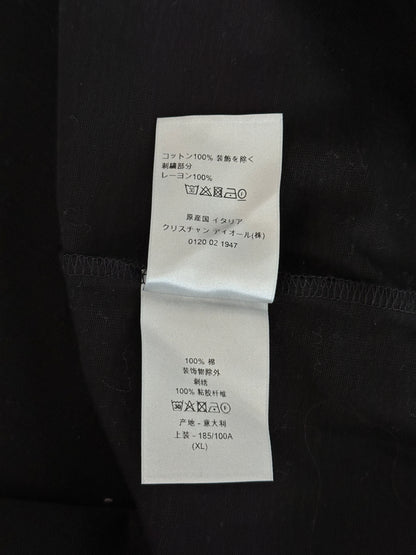 コットン100% 装飾を除く
刺繍部分
レーヨン100%
原産国 イタリア
クリスチャン ディオール(株)
0120 02 1947
100% 棉
装饰物除外
刺绣
100% 粘胶纤维
30
产地 - 意大利
上装 - 185/100A
(XL)